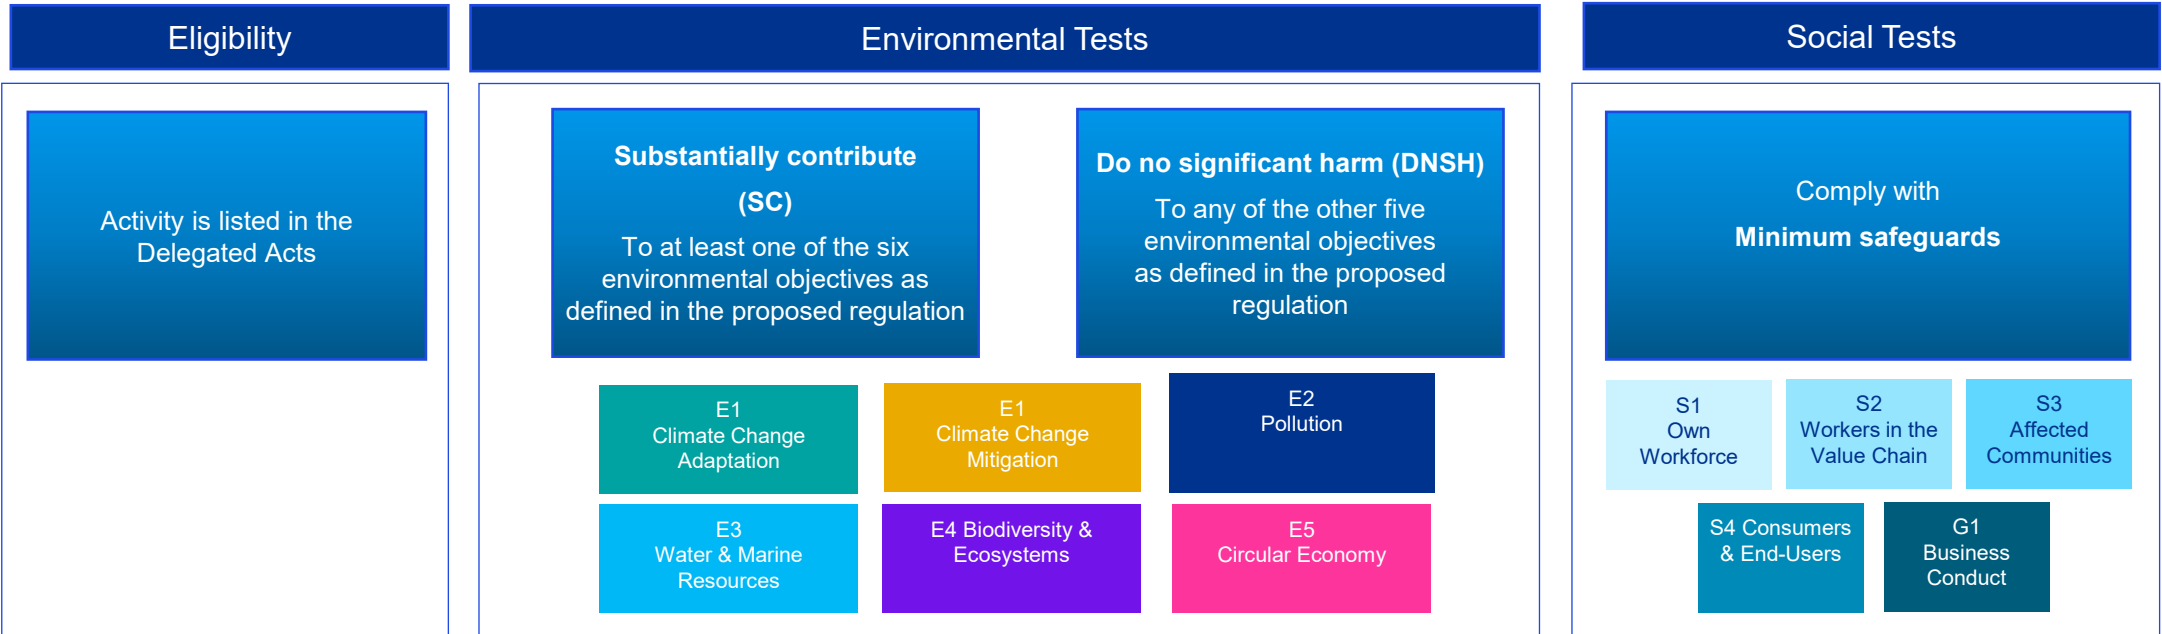 Eligibility
Environmental Tests
Social Tests
Activity is listed in the
Delegated Acts
Substantially contribute
(SC)
To at least one of the six
environmental objectives as
defined in the proposed regulation
Do no significant harm (DNSH)
To any of the other five
environmental objectives
as defined in the proposed
regulation
Comply with
Minimum safeguards
E1
Climate Change
Adaptation
E1
Climate Change
Mitigation
E2
Pollution
E3
Water & Marine
Resources
E4 Biodiversity &
Ecosystems
E5
Circular Economy
S1
Own
Workforce
S2
Workers in the
Value Chain
S3
Affected
Communities
S4 Consumers
& End-Users
G1
Business
Conduct